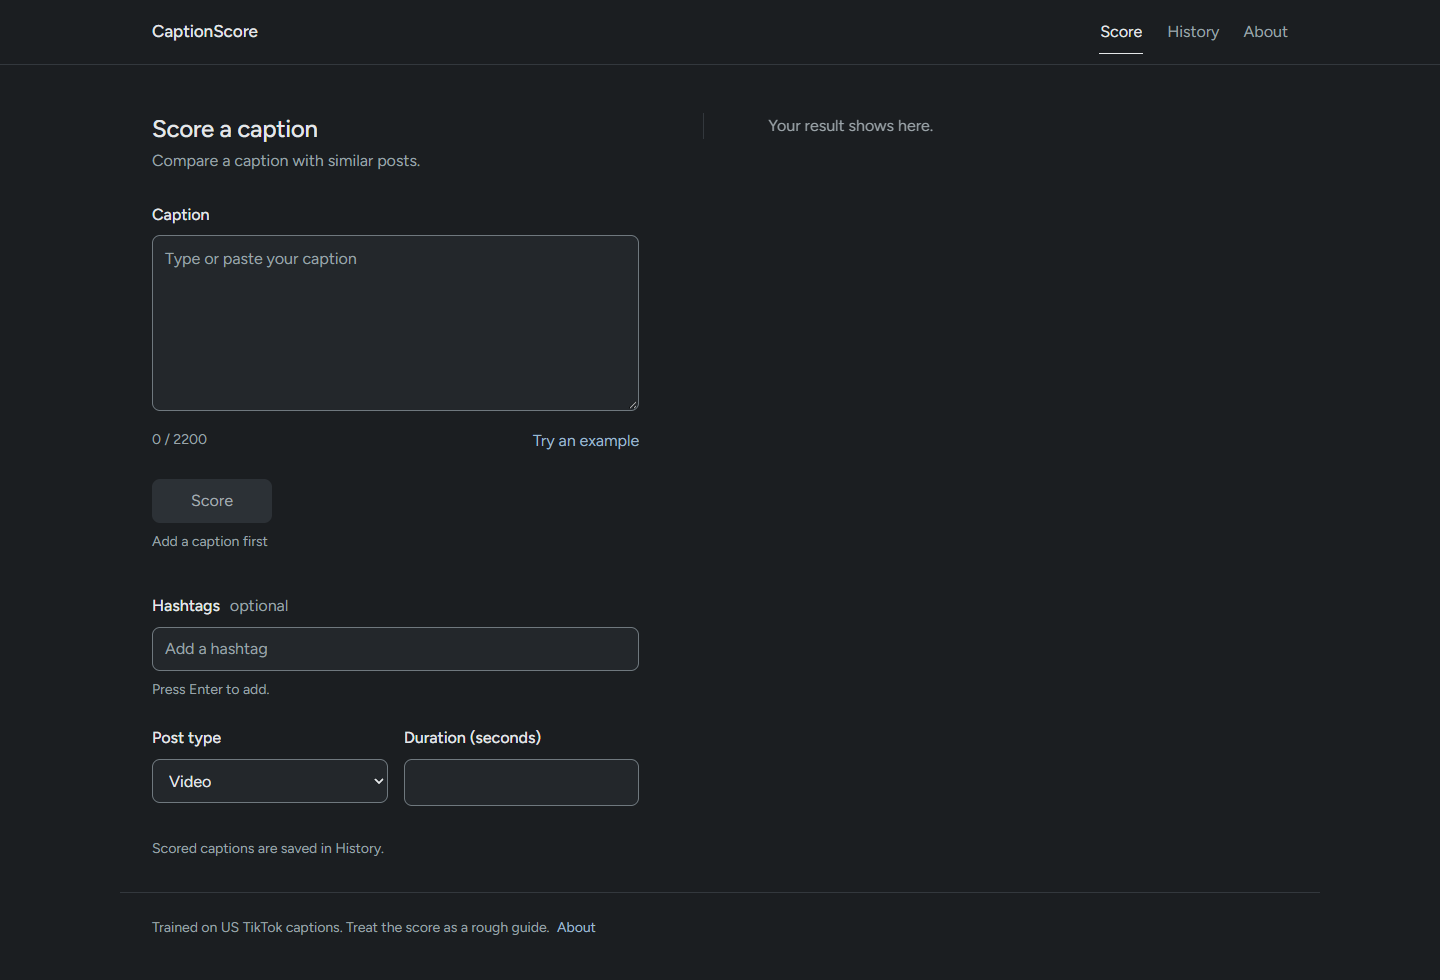 CaptionScore
Score
History
About
Score a caption
Compare a caption with similar posts.
Caption
Type or paste your caption
0 / 2200
Try an example
Score
Add a caption first
Hashtags optional
Add a hashtag
Press Enter to add.
Post type
Duration (seconds)
Video
Scored captions are saved in History.
Your result shows here.
Trained on US TikTok captions. Treat the score as a rough guide. About